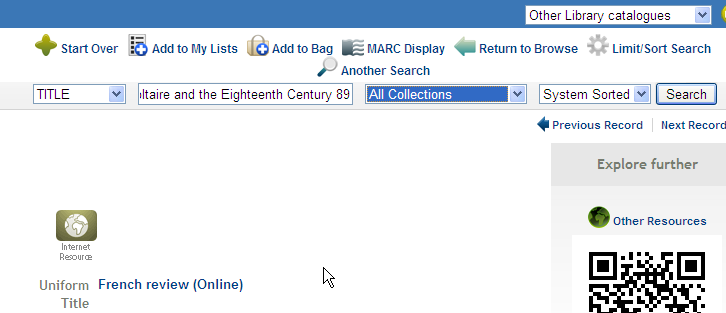 Other Library catalogues
Start Over Add to My Lists Add to Bag MARC Display Return to Browse Limit/Sort Search
Another Search
TITLE ltaire and the Eighteenth Century 89 All Collections System Sorted Search
Previous Record Next Record
Explore further
Other Resources
Internet
Resource
Uniform French review (Online)
Title